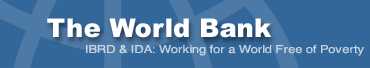 The World Bank
IBRD & IDA: Working for a World Free of Poverty